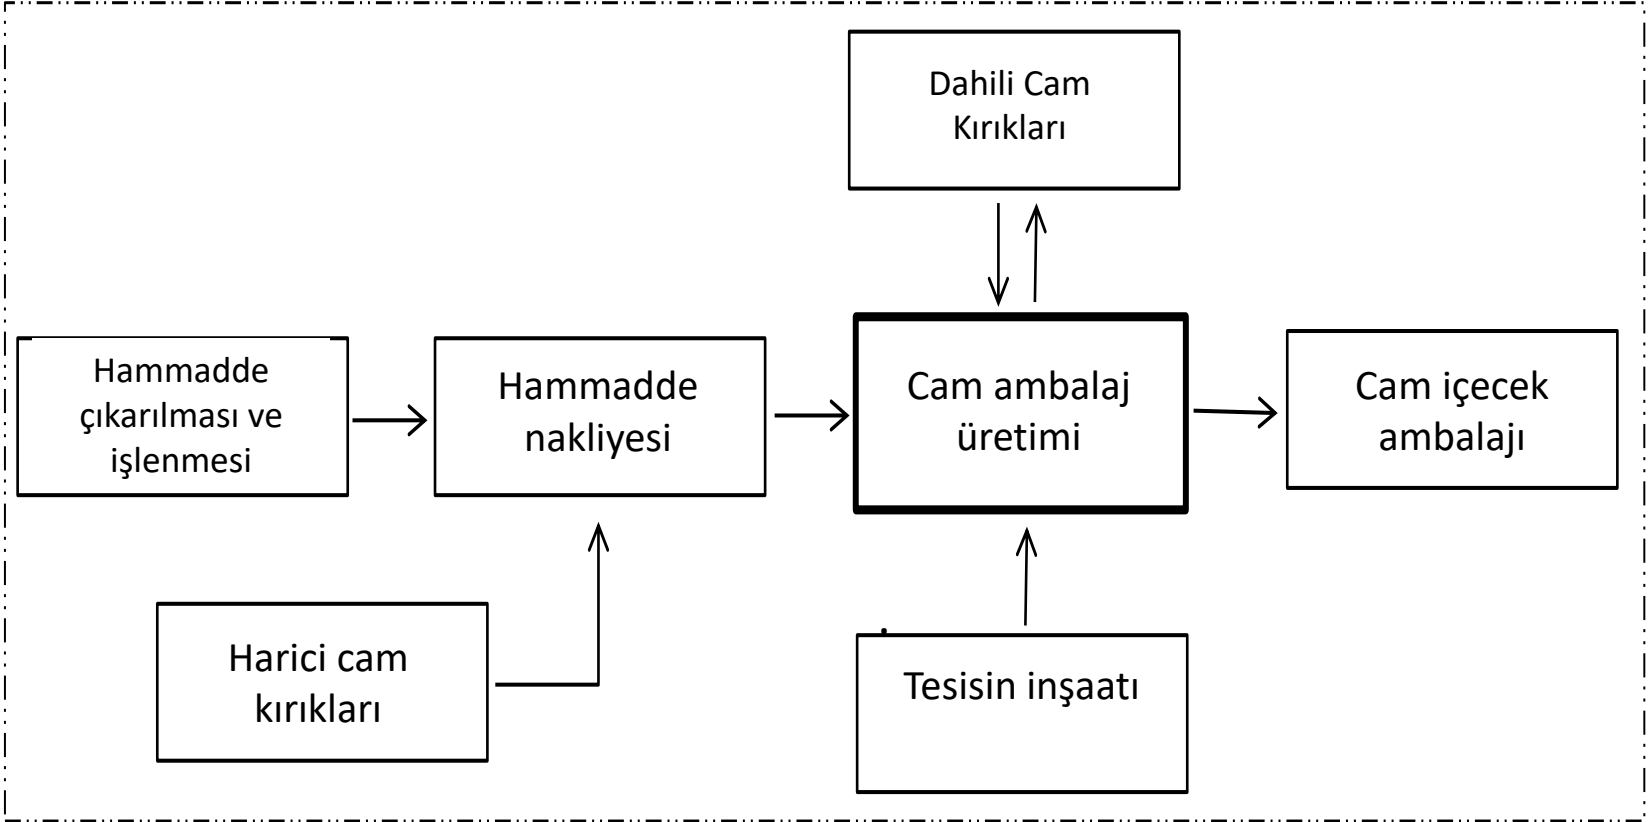 Dahili Cam
Kırıkları
Hammadde
çıkarılması ve
işlenmesi
Hammadde
nakliyesi
Cam ambalaj
üretimi
Cam içecek
ambalajı
Harici cam
kırıkları
Tesisin inşaatı